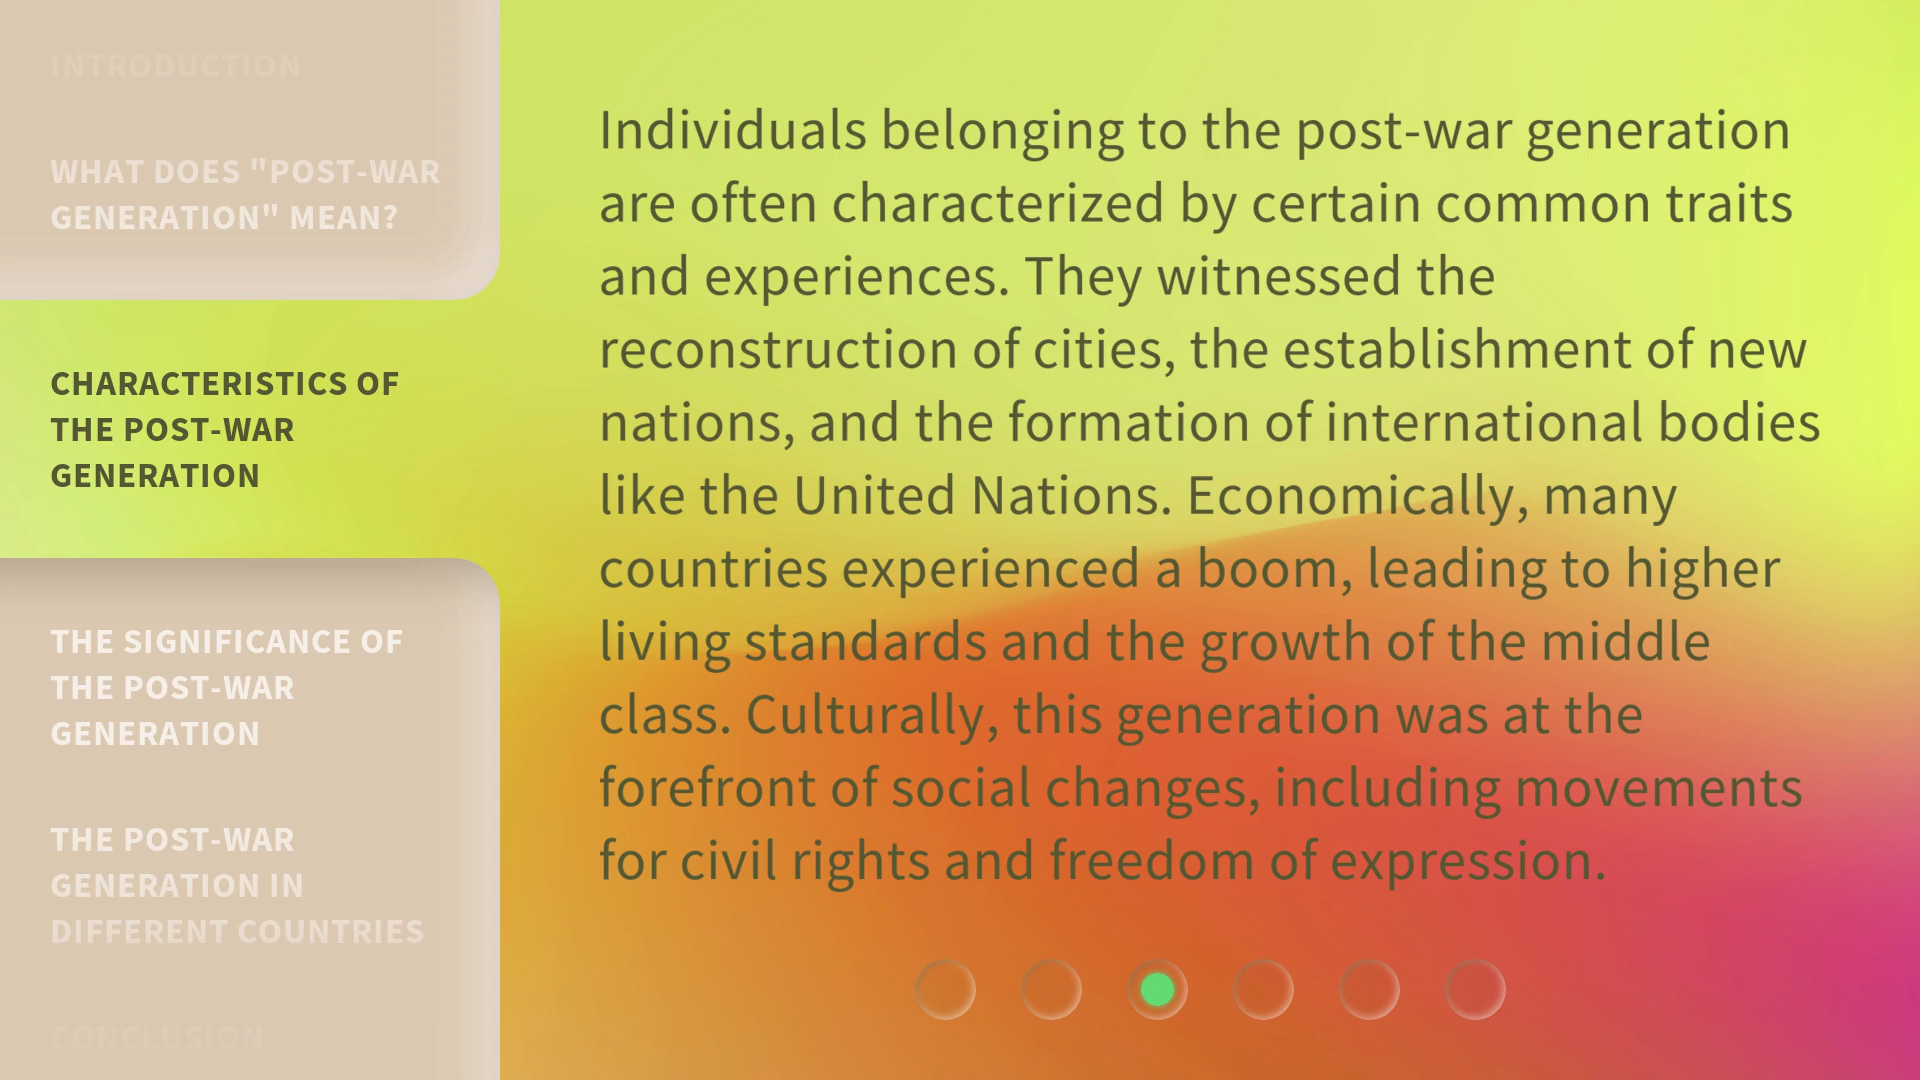 INTRODUCTION
WHAT DOES "POST-WAR
GENERATION" MEAN?
CHARACTERISTICS OF
THE POST-WAR
GENERATION
THE SIGNIFICANCE OF
THE POST-WAR
GENERATION
THE POST-WAR
GENERATION IN
DIFFERENT COUNTRIES
CONCLUSION
Individuals belonging to the post-war generation
are often characterized by certain common traits
and experiences. They witnessed the
reconstruction of cities, the establishment of new
nations, and the formation of international bodies
like the United Nations. Economically, many
countries experienced a boom, leading to higher
living standards and the growth of the middle
class. Culturally, this generation was at the
forefront of social changes, including movements
for civil rights and freedom of expression.